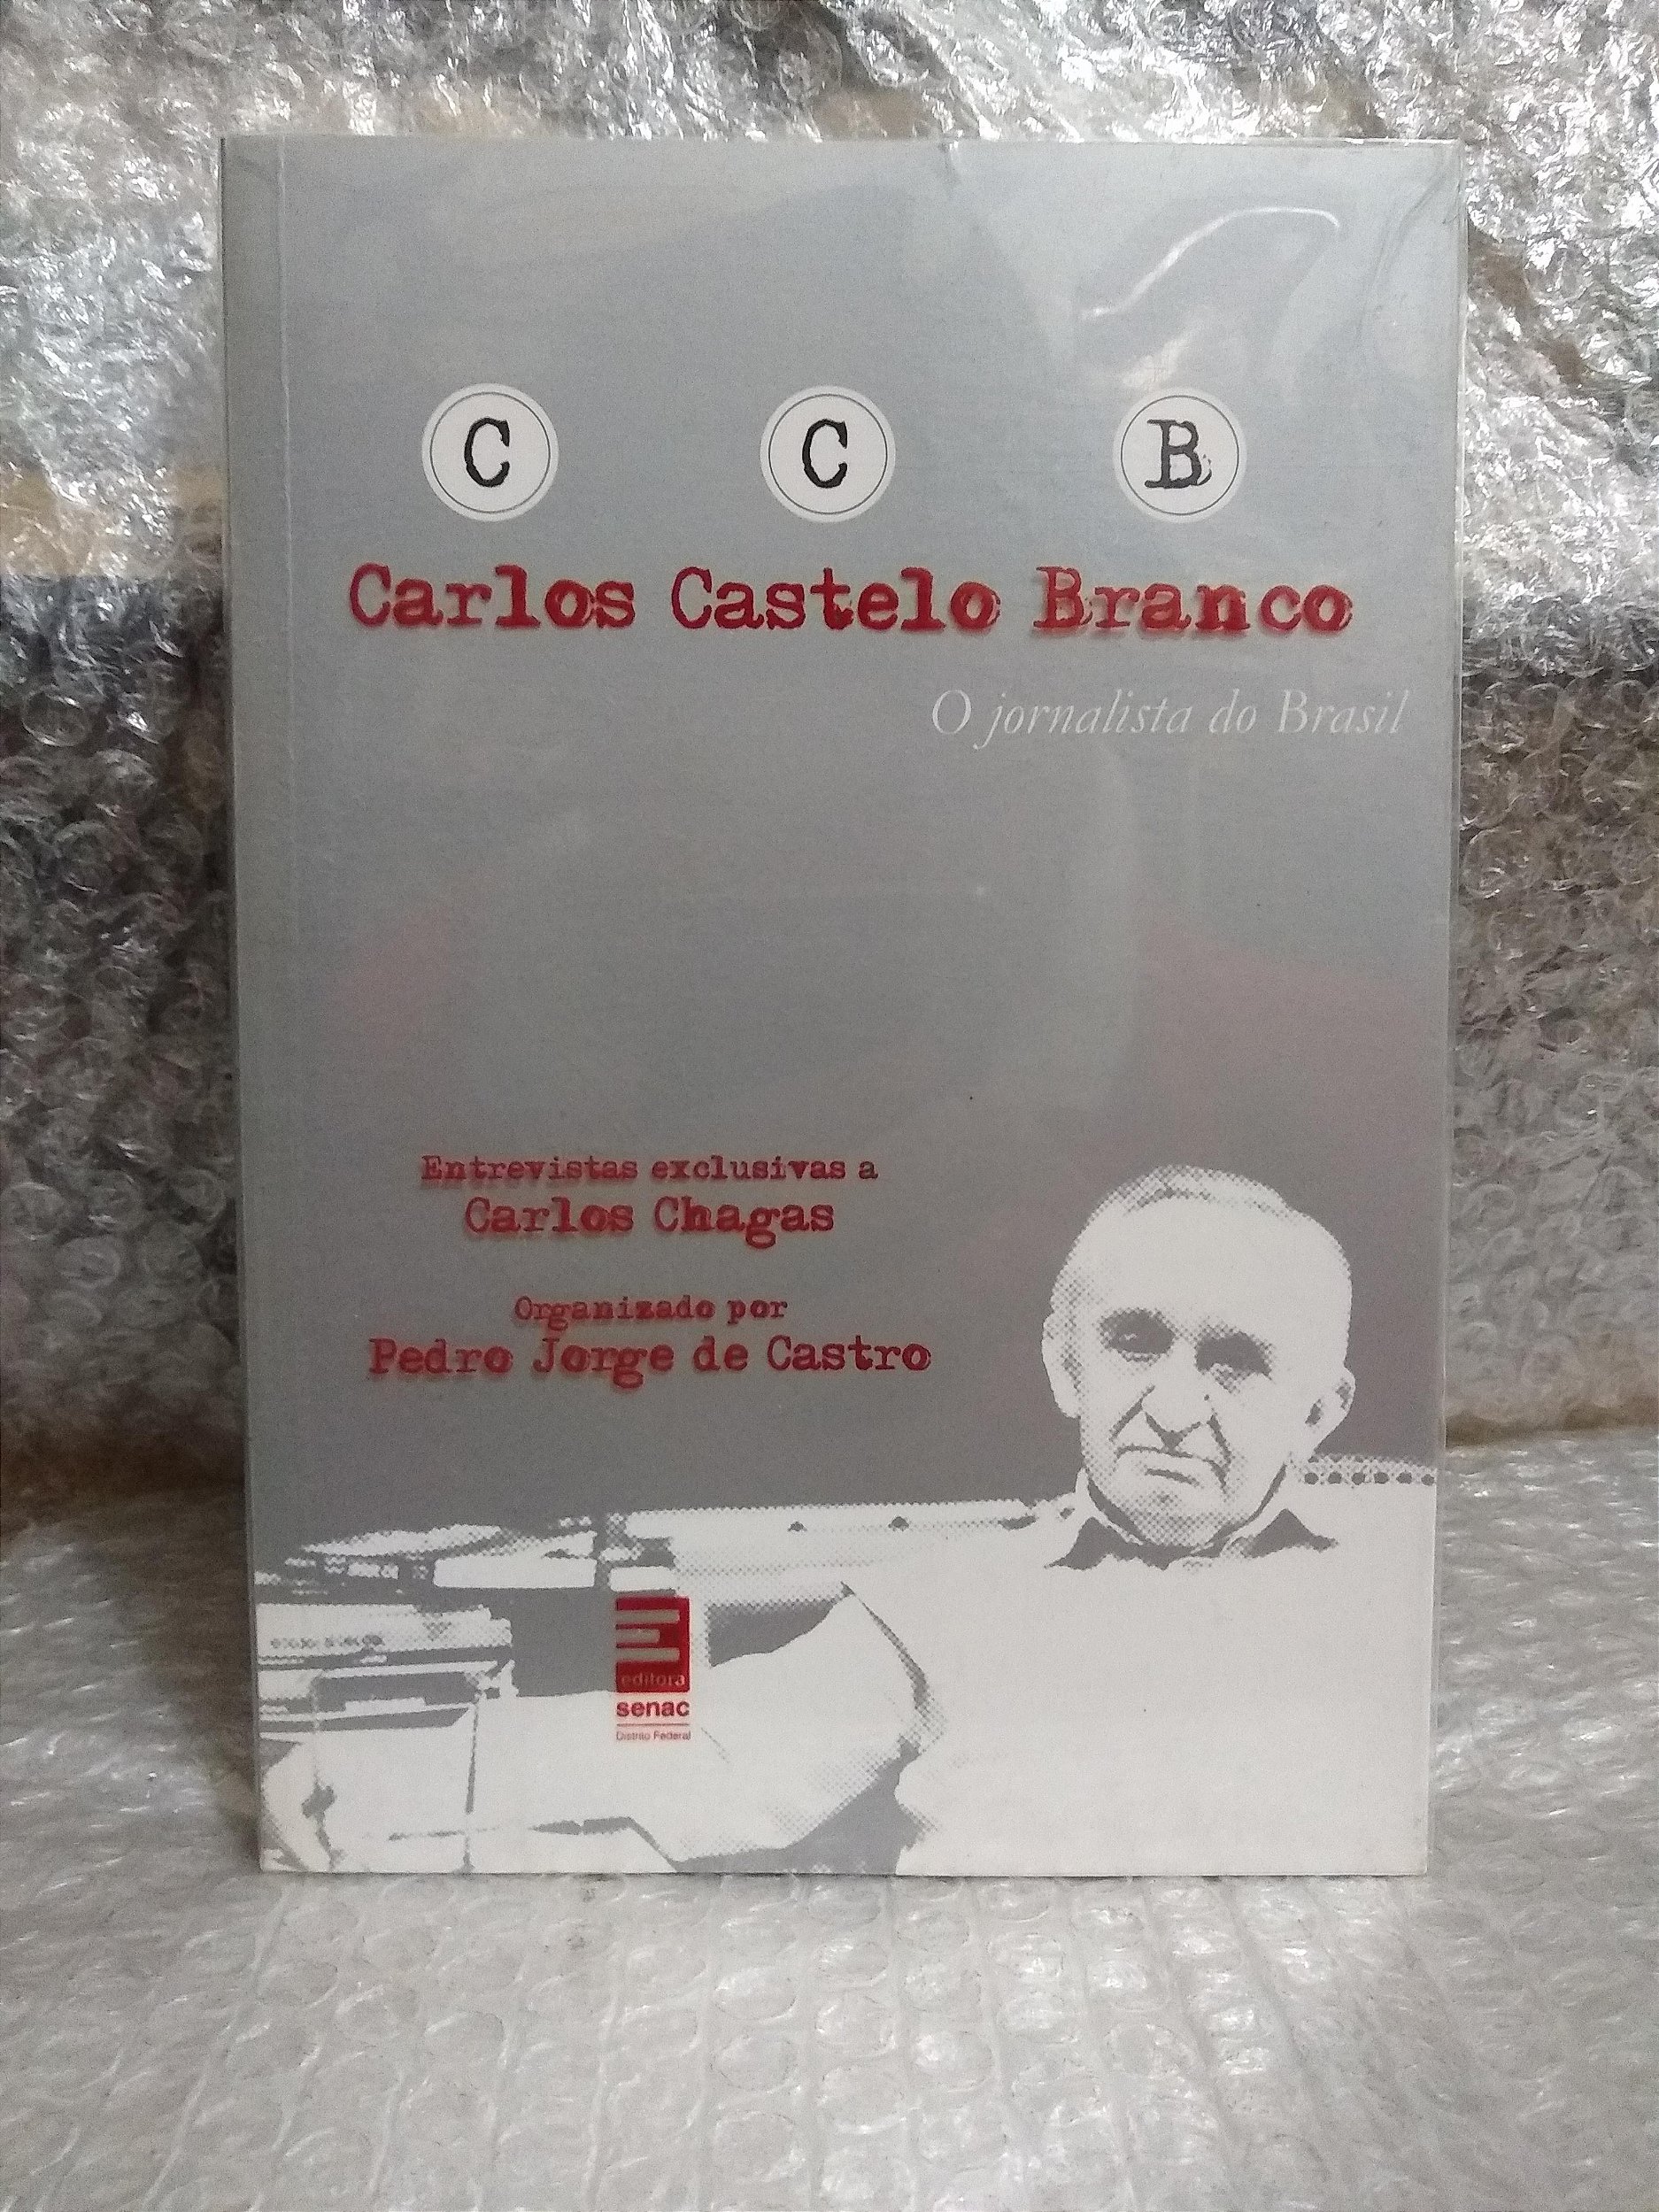 C C B
Carlos Castelo Branco
O jornalista do Brasil
Entrevistas exclusivas a
Carlos Chagas
Organizado por
Pedro Jorge de Castro
editora
senac
Distrito Federal